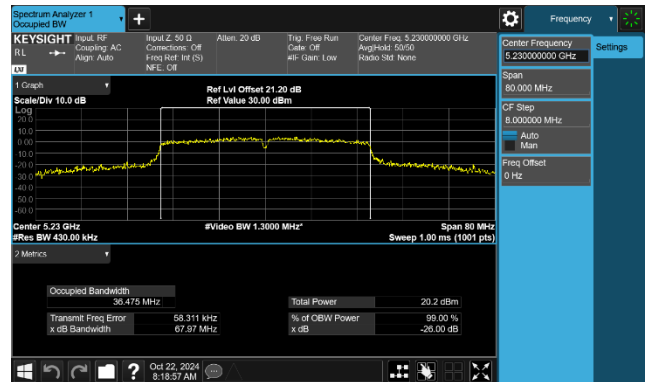 Spectrum Analyzer 1
Occupied BW
Frequency
KEYSIGHT
RL
Input: RF
Coupling: AC
Align: Auto
Input Z: 50 Ω
Corrections: Off
Freq Ref: Int (S)
NFE: Off
Atten: 20 dB
Trig: Free Run
Gate: Off
#IF Gain: Low
Center Freq: 5.230000000 GHz
Avg|Hold: 50/50
Radio Std: None
LXI
1 Graph
Scale/Div 10.0 dB
Ref Lvl Offset 21.20 dB
Ref Value 30.00 dBm
Log
20.0
10.0
0.00
-10.0
-20.0
-30.0
-40.0
-50.0
-60.0
Center 5.23 GHz
#Res BW 430.00 kHz
#Video BW 1.3000 MHz*
Span 80 MHz
Sweep 1.00 ms (1001 pts)
2 Metrics
Occupied Bandwidth
36.475 MHz
Transmit Freq Error 58.311 kHz
x dB Bandwidth 67.97 MHz
Total Power 20.2 dBm
% of OBW Power 99.00 %
x dB -26.00 dB
Center Frequency
5.230000000 GHz
Settings
Span
80.000 MHz
CF Step
8.000000 MHz
Auto
Man
Freq Offset
0 Hz
Oct 22, 2024
8:18:57 AM